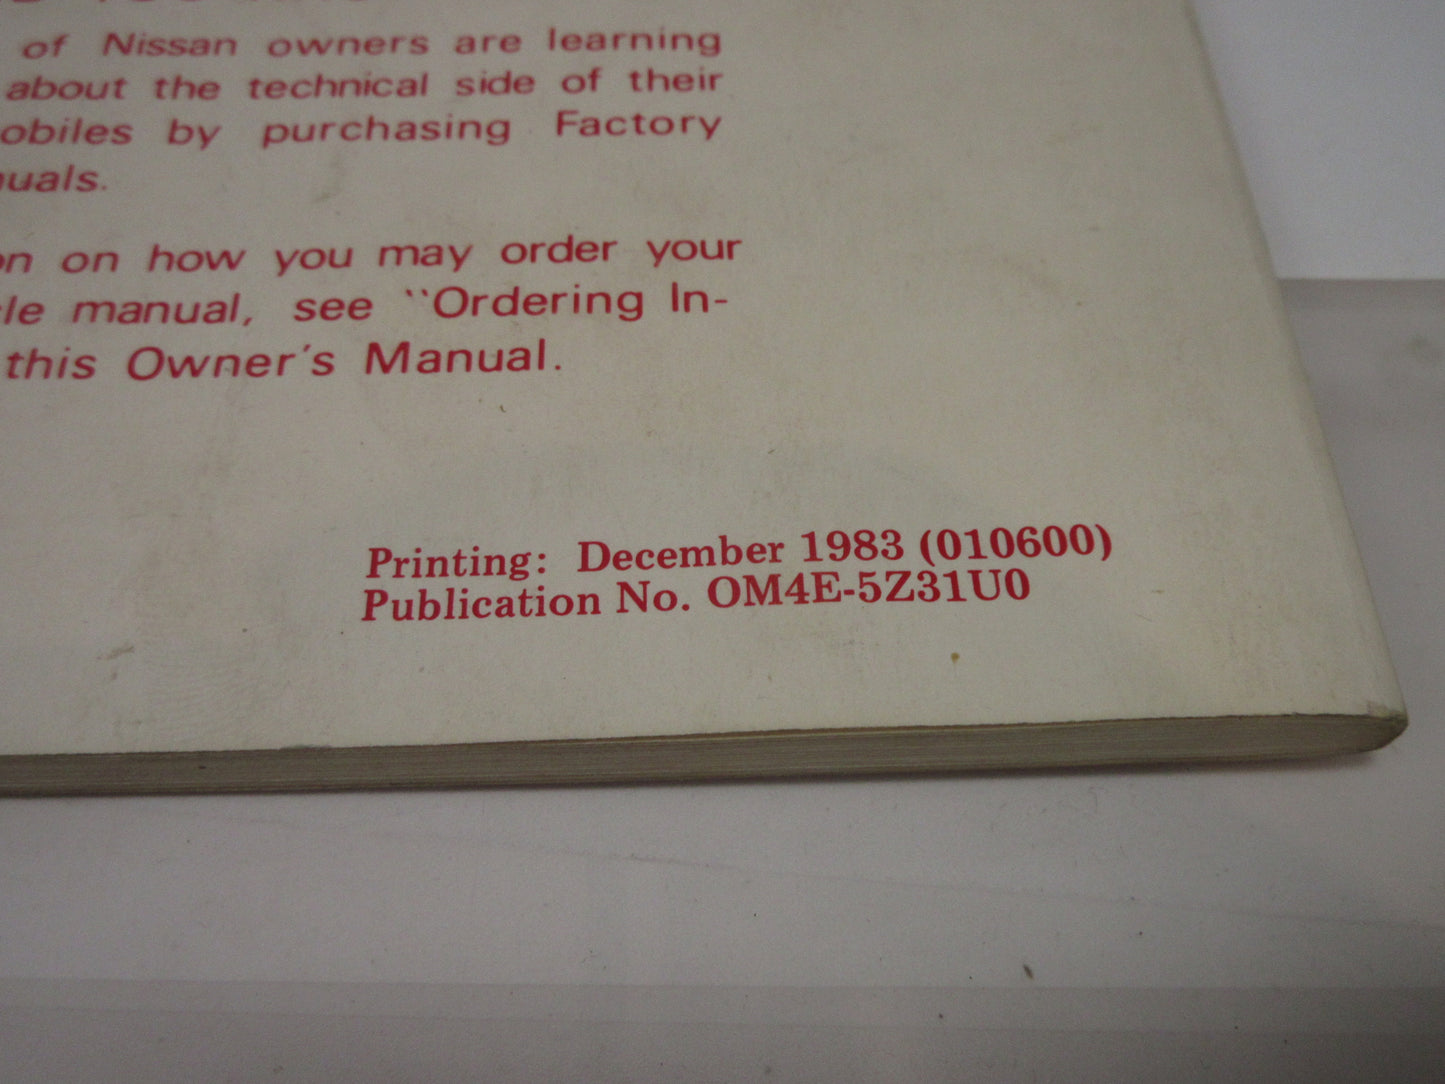 of Nissan owners are learning
about the technical side of their
obiles by purchasing Factory
uals.
on on how you may order your
cle manual, see "Ordering In-
this Owner's Manual.
Printing: December 1983 (010600)
Publication No. OM4E-5Z31U0